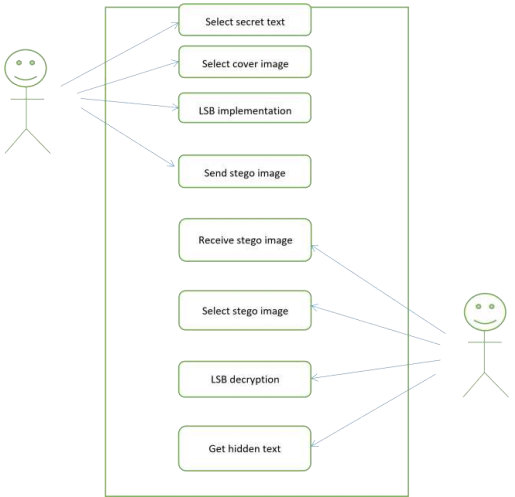 Select secret text
Select cover image
LSB implementation
Send stego image
Receive stego image
Select stego image
LSB decryption
Get hidden text